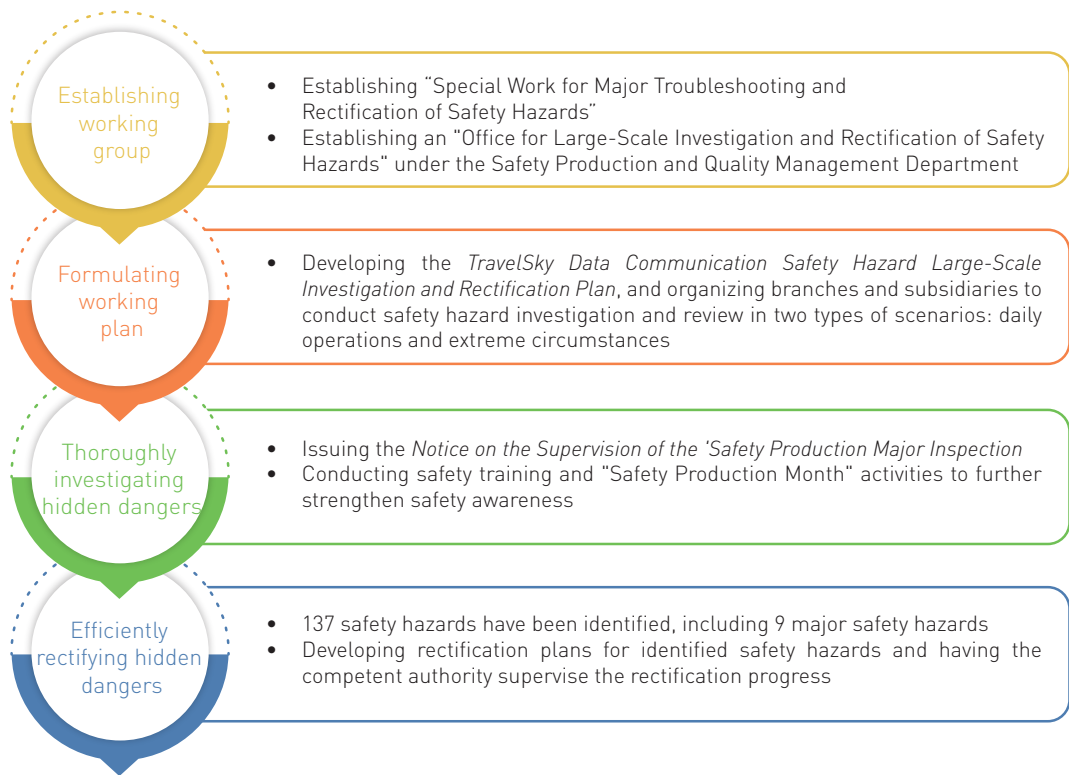 Establishing
working
group
• Establishing “Special Work for Major Troubleshooting and
Rectification of Safety Hazards”
• Establishing an "Office for Large-Scale Investigation and Rectification of Safety
Hazards" under the Safety Production and Quality Management Department
Formulating
working
plan
• Developing the TravelSky Data Communication Safety Hazard Large-Scale
Investigation and Rectification Plan, and organizing branches and subsidiaries to
conduct safety hazard investigation and review in two types of scenarios: daily
operations and extreme circumstances
Thoroughly
investigating
hidden dangers
• Issuing the Notice on the Supervision of the 'Safety Production Major Inspection
• Conducting safety training and "Safety Production Month" activities to further
strengthen safety awareness
Efficiently
rectifying hidden
dangers
• 137 safety hazards have been identified, including 9 major safety hazards
• Developing rectification plans for identified safety hazards and having the
competent authority supervise the rectification progress